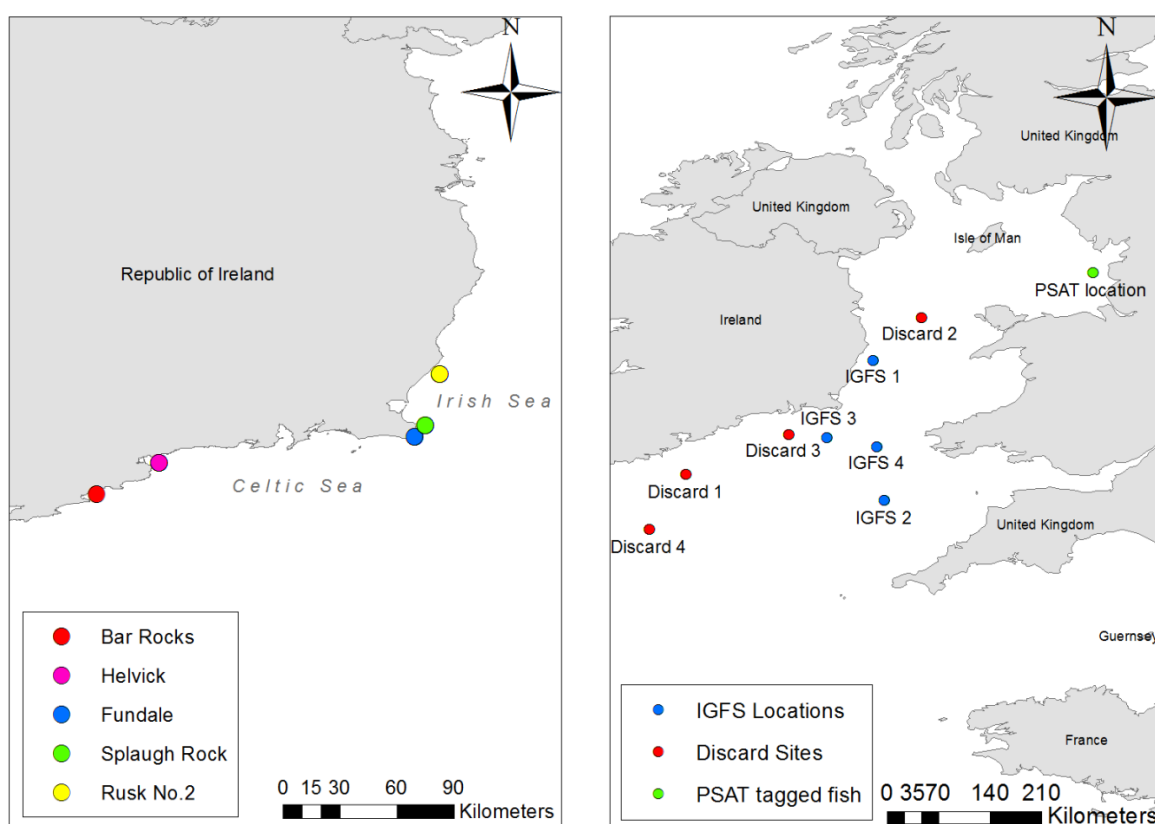 N
Republic of Ireland
Irish Sea
Celtic Sea
Bar Rocks
Helvick
Fundale
Splaugh Rock
Rusk No.2
0 15 30 60 90
Kilometers
N
United Kingdom
United Kingdom
Isle of Man
PSAT location
Ireland
Discard 2
IGFS 1
IGFS 3
Discard 3
IGFS 4
Discard 1
IGFS 2
United Kingdom
Discard 4
Guernsey
IGFS Locations
Discard Sites
PSAT tagged fish
France
0 3570 140 210
Kilometers